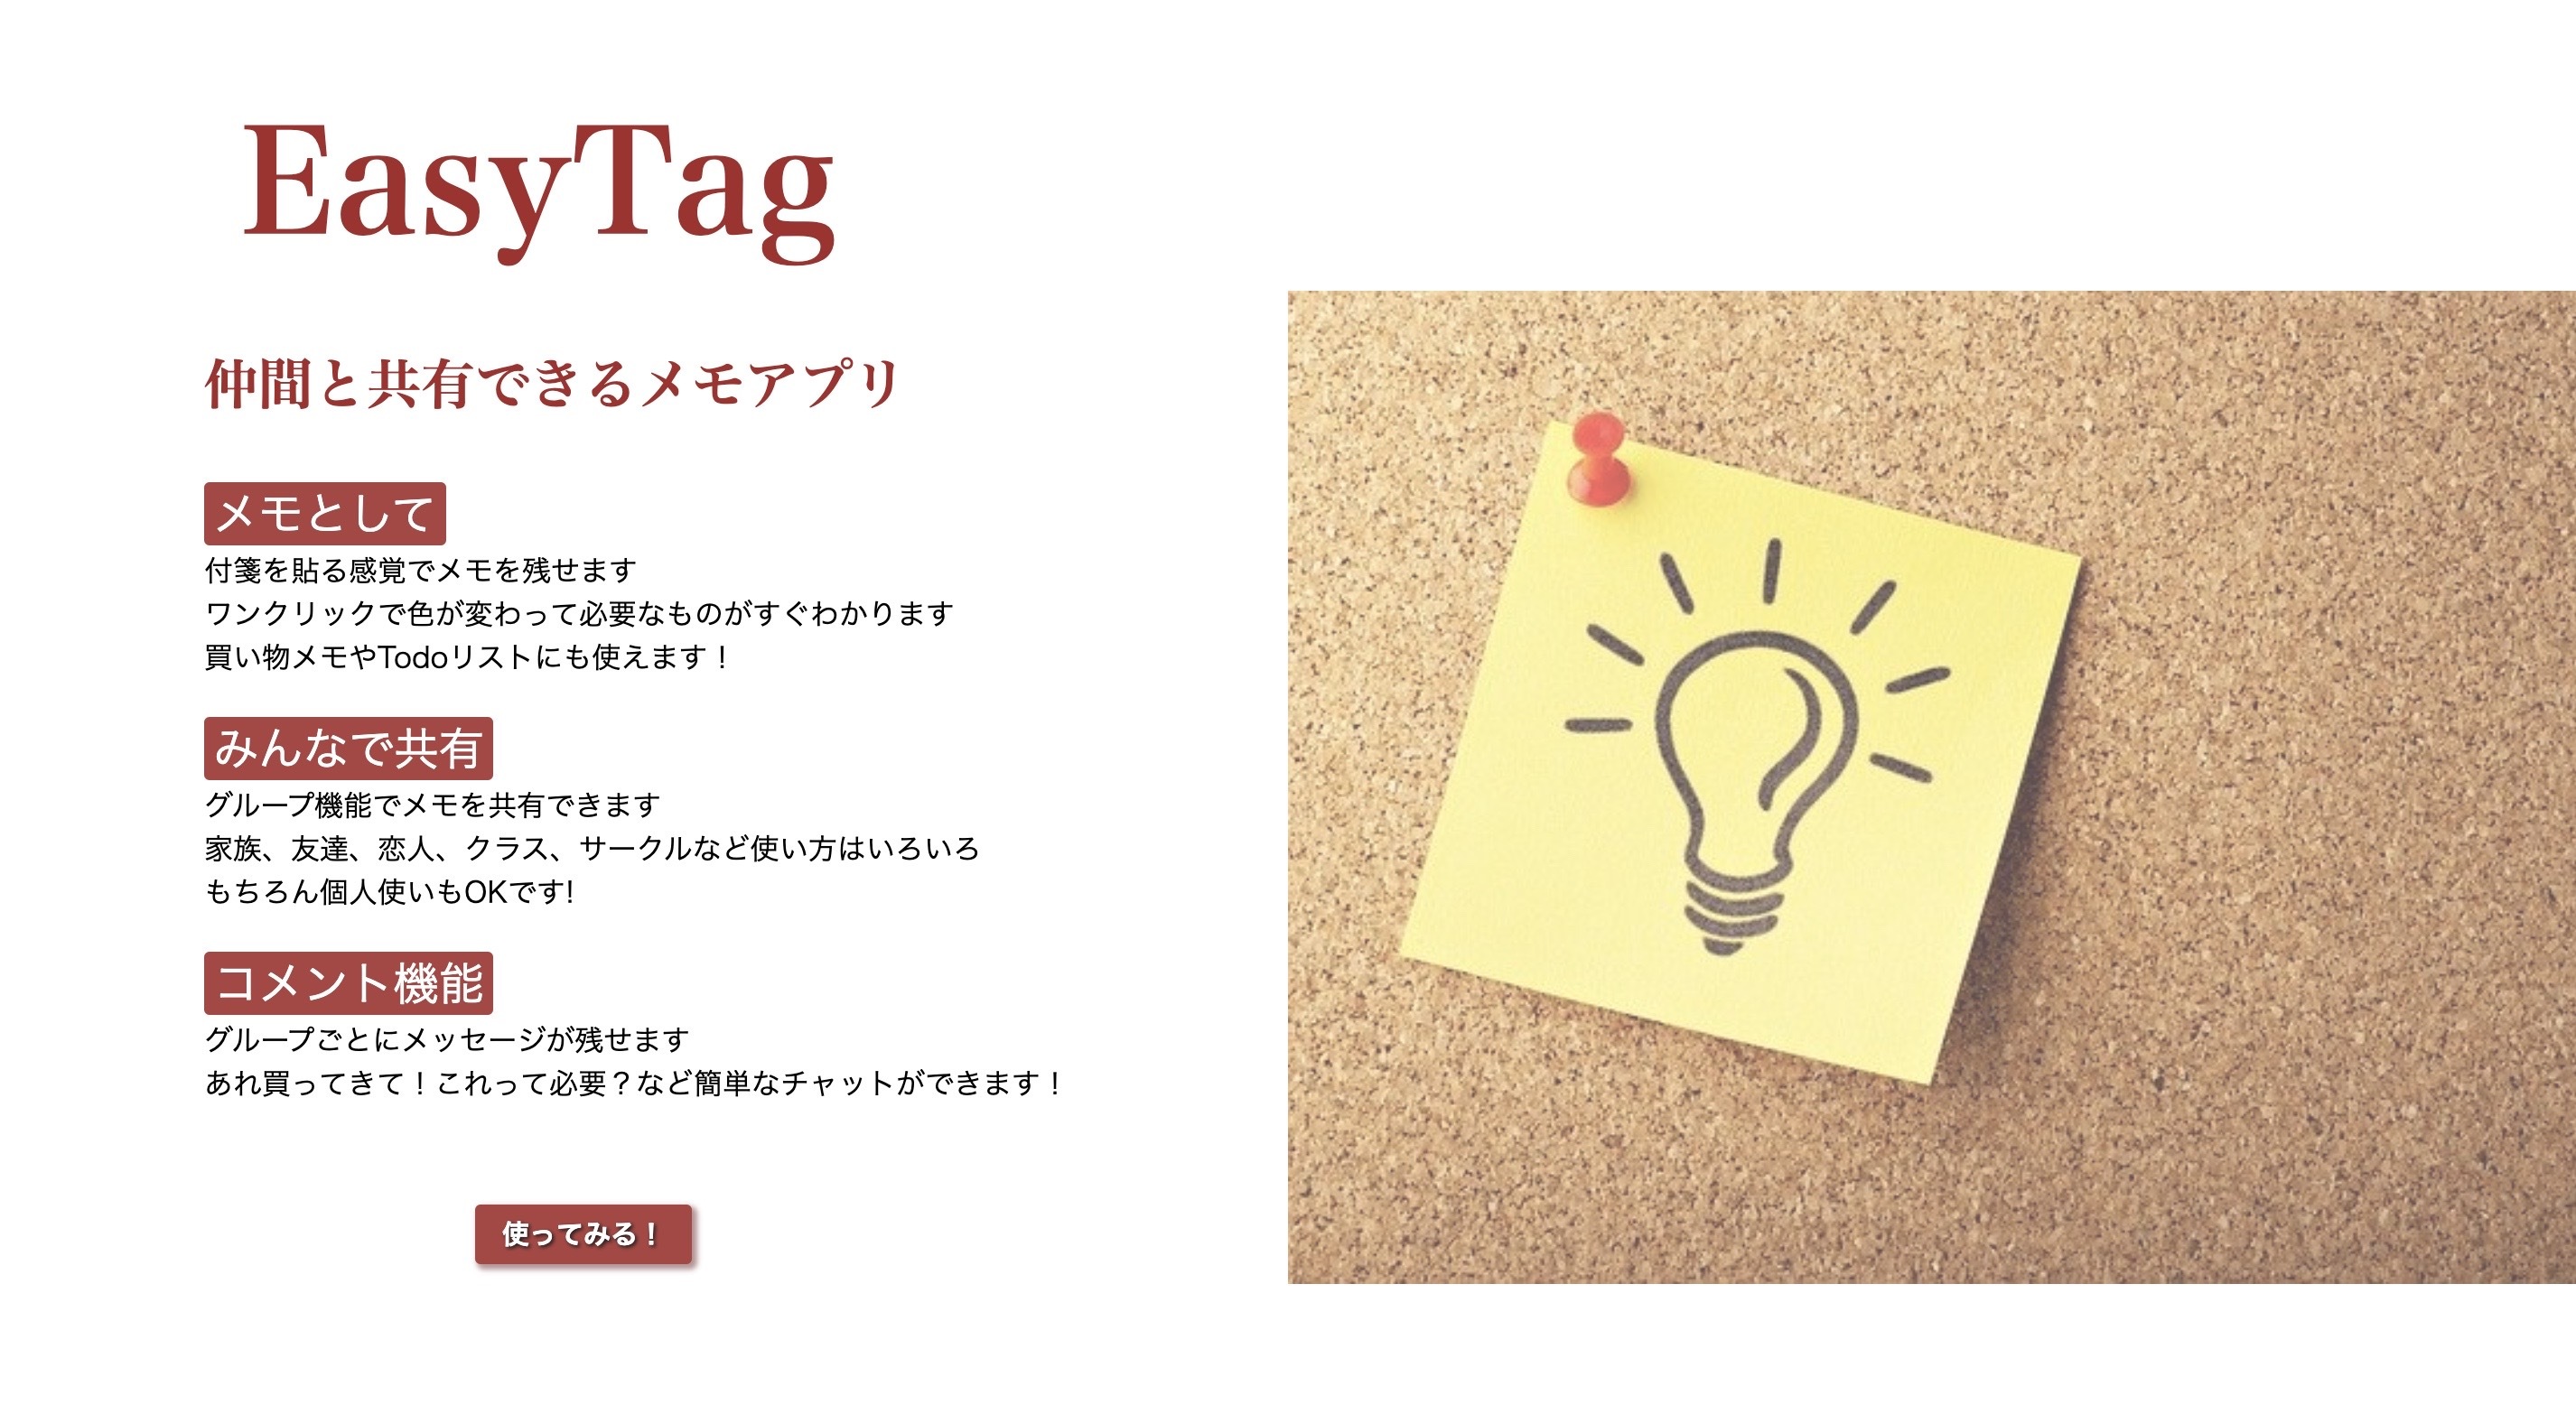 EasyTag
仲間と共有できるメモアプリ
メモとして
付箋を貼る感覚でメモを残せます
ワンクリックで色が変わって必要なものがすぐわかります
買い物メモやTodoリストにも使えます！
みんなで共有
グループ機能でメモを共有できます
家族、友達、恋人、クラス、サークルなど使い方はいろいろ
もちろん個人使いもOKです!
コメント機能
グループごとにメッセージが残せます
あれ買ってきて！これって必要？など簡単なチャットができます！
使ってみる！